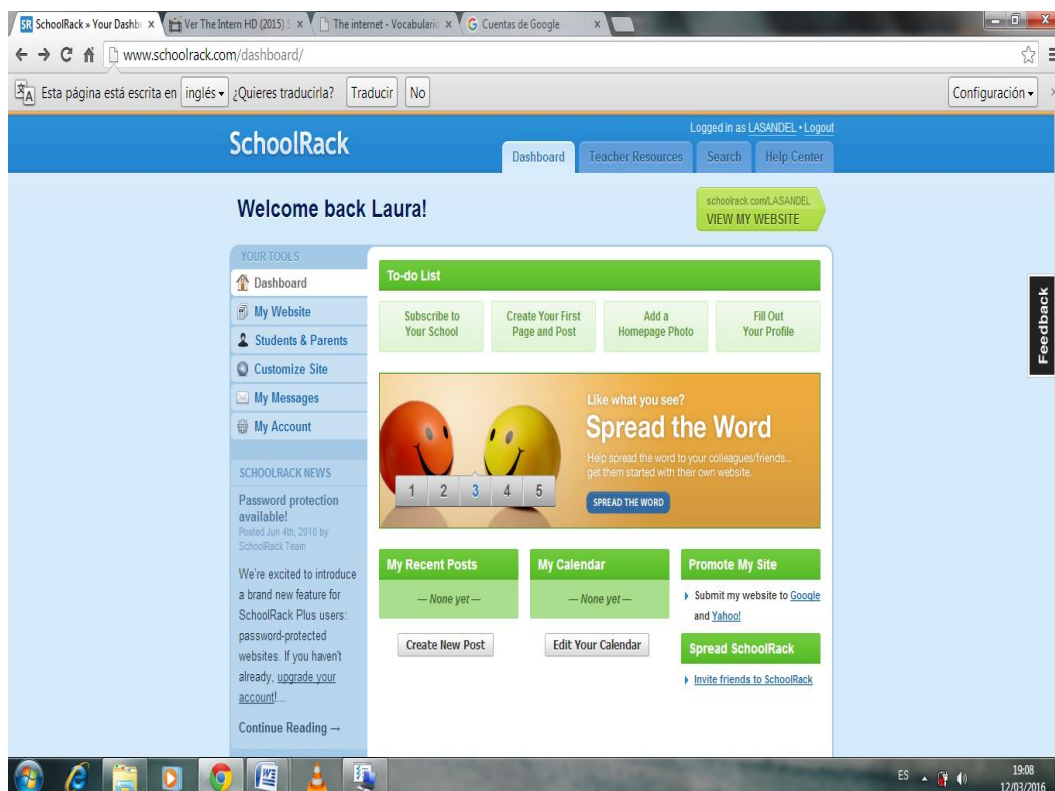 SR SchoolRack » Your Dashb
Ver The Intern HD (2015) S
The internet - Vocabulario
Cuentas de Google
www.schoolrack.com/dashboard/
Esta página está escrita en inglés ¿Quieres traducirla? Traducir No Configuración
SchoolRack
Logged in as LASANDEL • Logout
Dashboard Teacher Resources Search Help Center
Welcome back Laura!
schoolrack.com/LASANDEL
VIEW MY WEBSITE
YOUR TOOLS
Dashboard
My Website
Students & Parents
Customize Site
My Messages
My Account
SCHOOLRACK NEWS
Password protection
available!
Posted Jun 4th, 2010 by
SchoolRack Team
We're excited to introduce
a brand new feature for
SchoolRack Plus users:
password-protected
websites. If you haven't
already, upgrade your
account!...
Continue Reading →
To-do List
Subscribe to
Your School
Create Your First
Page and Post
Add a
Homepage Photo
Fill Out
Your Profile
Like what you see?
Spread the Word
Help spread the word to your colleagues/friends...
get them started with their own website.
SPREAD THE WORD
1 2 3 4 5
My Recent Posts
— None yet —
Create New Post
My Calendar
— None yet —
Edit Your Calendar
Promote My Site
Submit my website to Google
and Yahoo!
Spread SchoolRack
Invite friends to SchoolRack
Feedback
ES
19:08
12/03/2016